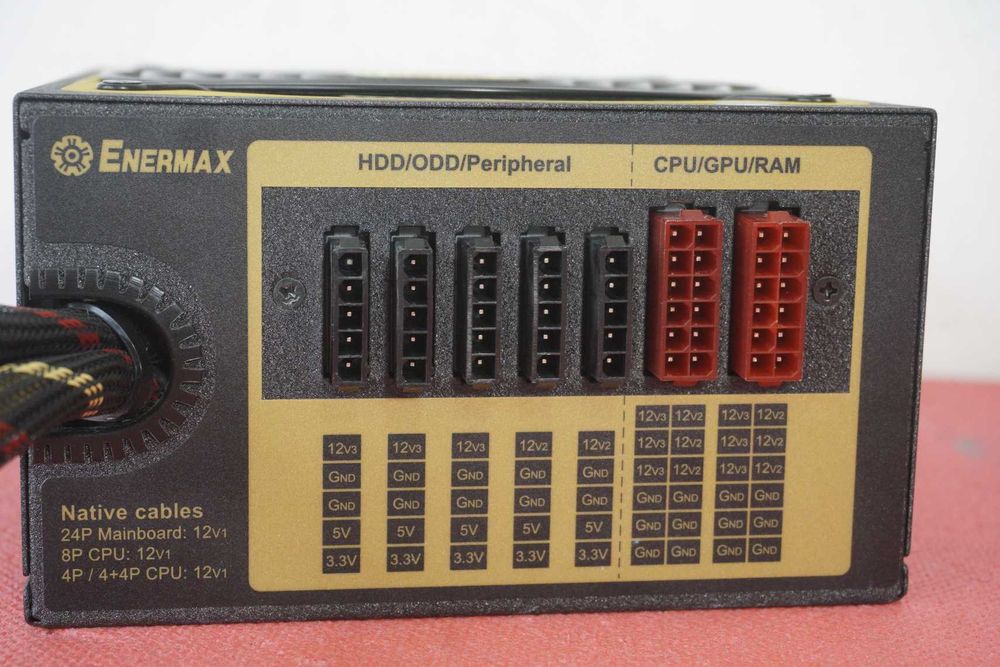 ENERMAX
HDD/ODD/Peripheral CPU/GPU/RAM
12V3 12V2 12V3 12V2
12V3 12V2 12V3 12V2
12V3 12V2 12V3 12V2
GND GND GND GND
GND GND GND GND
GND GND GND GND
12V3 12V3 12V3 12V2 12V2
GND GND GND GND GND
GND GND GND GND GND
5V 5V 5V 5V 5V
3.3V 3.3V 3.3V 3.3V 3.3V
Native cables
24P Mainboard: 12V1
8P CPU: 12V1
4P / 4+4P CPU: 12V1